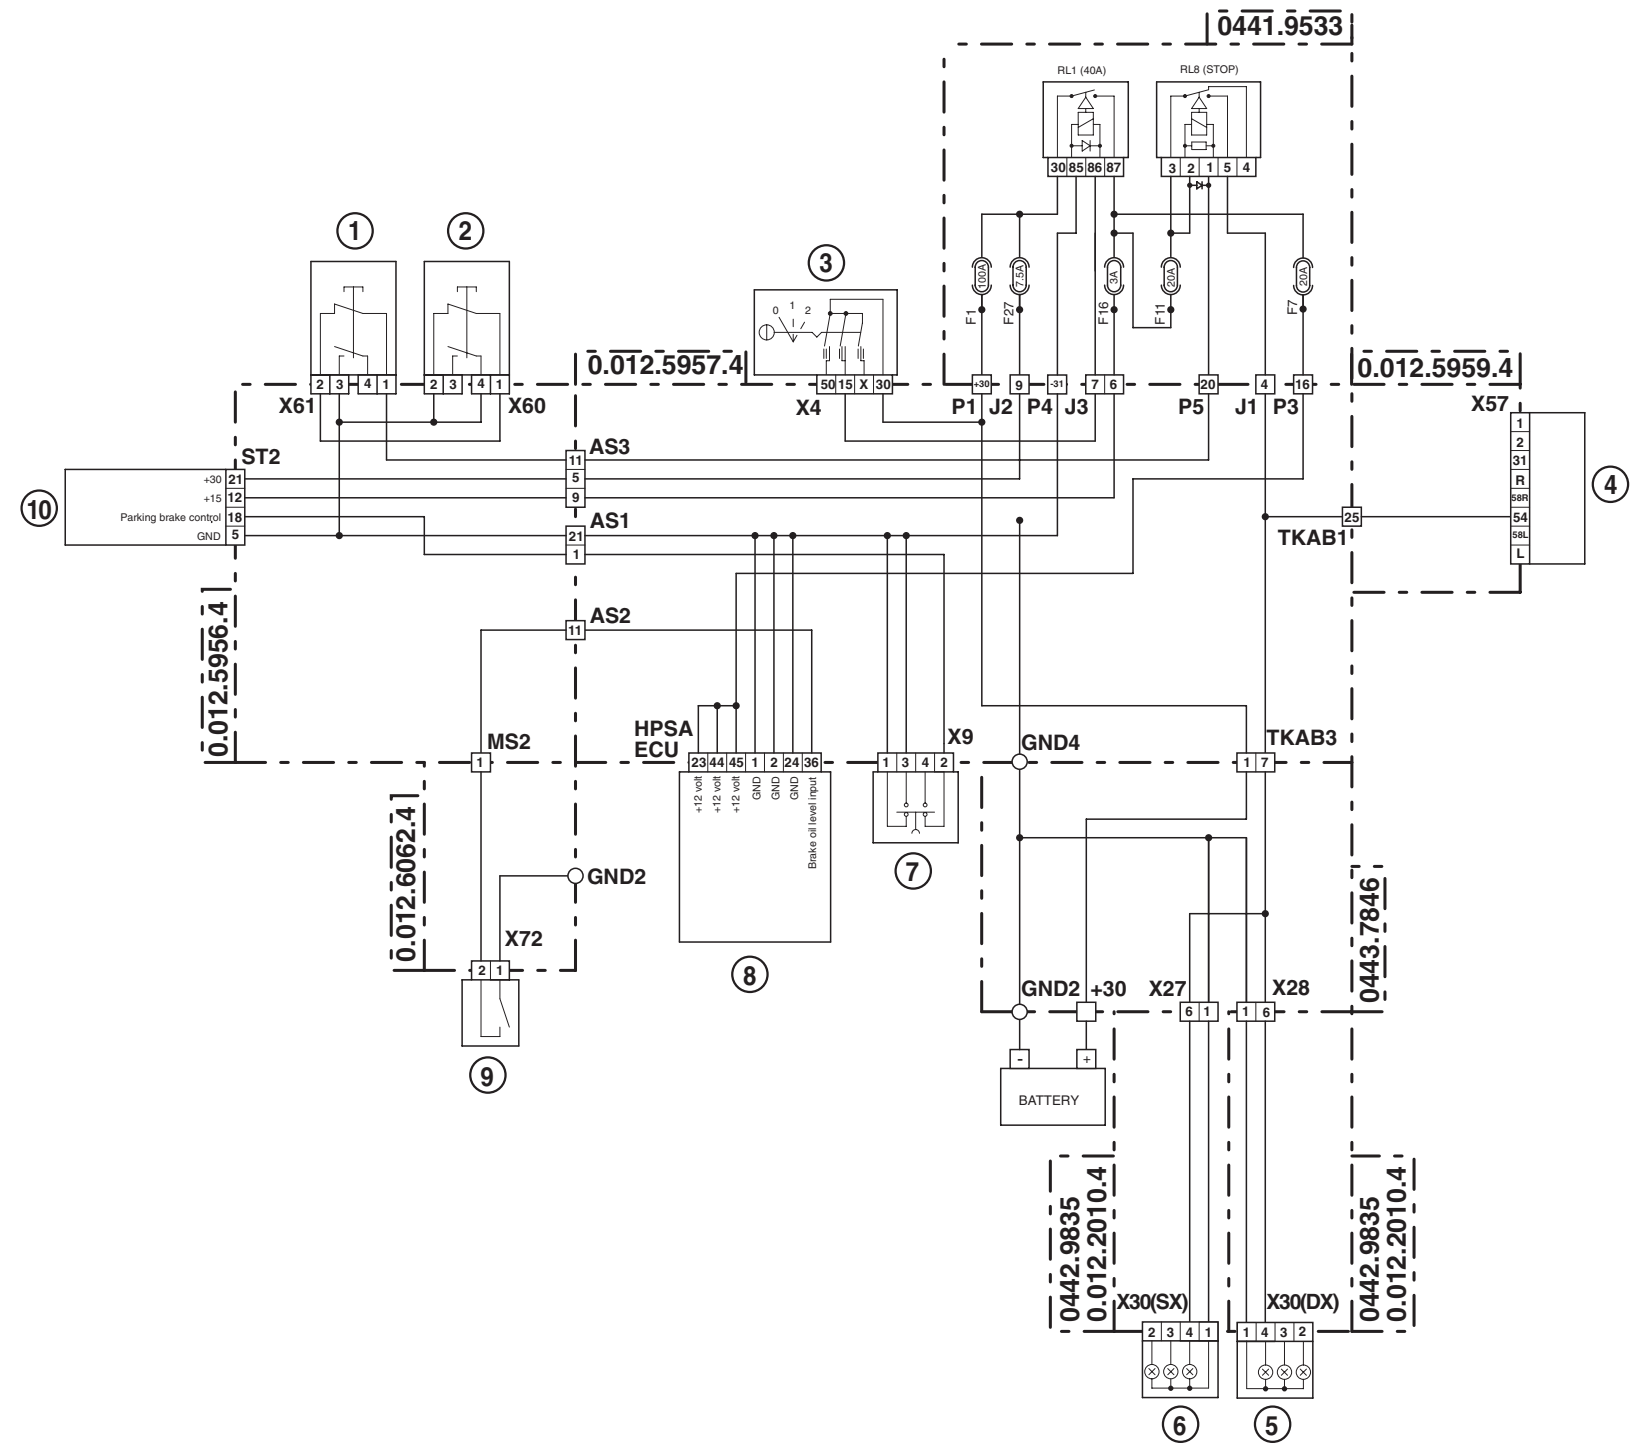 0441.9533
RL1 (40A) RL8 (STOP)
30 85 86 87 3 2 1 5 4
1 2 3
0 1 2
100A 7.5A 3A 20A 20A
F1 F27 F16 F11 F7
0.012.5957.4 0.012.5959.4
2 3 4 1 2 3 4 1 50 15 X 30 +30 9 -31 7 6 20 4 16
X61 X60 X4 P1 J2 P4 J3 P5 J1 P3 X57
1
2
31
R
58R
54
58L
L
4
ST2 AS3
11
5
9
10
+30 21
+15 12
Parking brake control 18
GND 5
AS1
21
1
25
TKAB1
AS2
11
0.012.5956.4
MS2
1
HPSA
ECU
23 44 45 1 2 24 36
+12 volt
+12 volt
+12 volt
GND
GND
GND
Brake oil level input
8
X9
1 3 4 2
7
GND4
TKAB3
1 7
0.012.6062.4
GND2
X72
2 1
9
0443.7846
GND2 +30 X27 X28
6 1 1 6
- +
BATTERY
0442.9835
0.012.2010.4
0442.9835
0.012.2010.4
X30(SX) X30(DX)
2 3 4 1 1 4 3 2
6 5